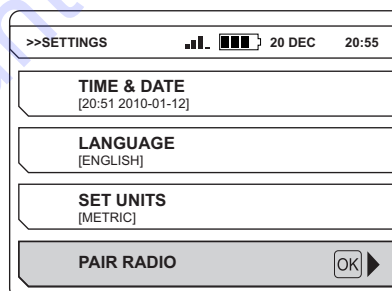 >>SETTINGS 20 DEC 20:55
TIME & DATE
[20:51 2010-01-12]
LANGUAGE
[ENGLISH]
SET UNITS
[METRIC]
PAIR RADIO OK